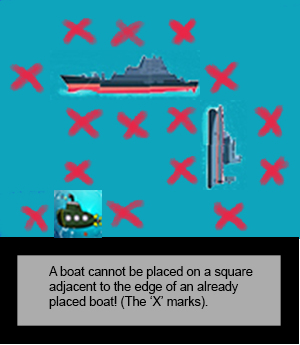 A boat cannot be placed on a square
adjacent to the edge of an already
placed boat! (The ‘X’ marks).